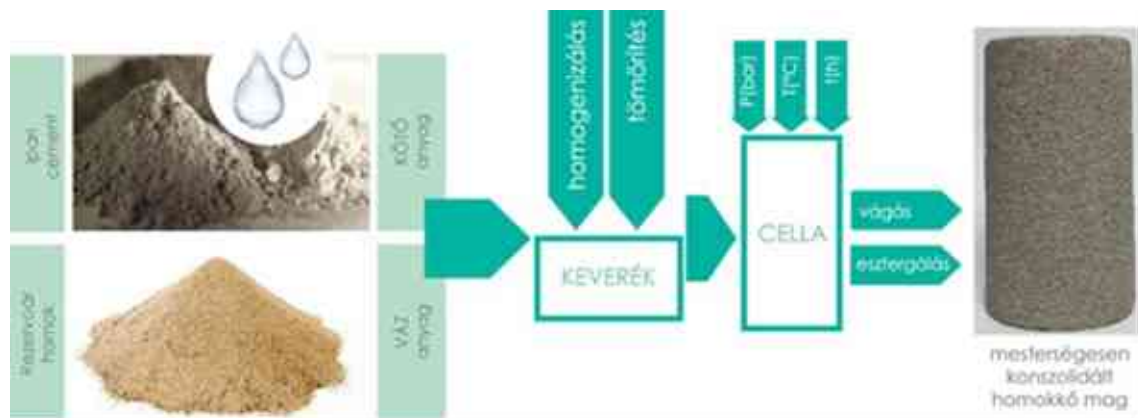 Ipari
cement
KÖTŐ
anyag
Rezervoár
homok
VÁZ
anyag
homogenizálás
tömörítés
KEVERÉK
P(bar)
T(°C)
t(h)
CELLA
vágás
esztergálás
mesterségesen
konszolidált
homokkő mag